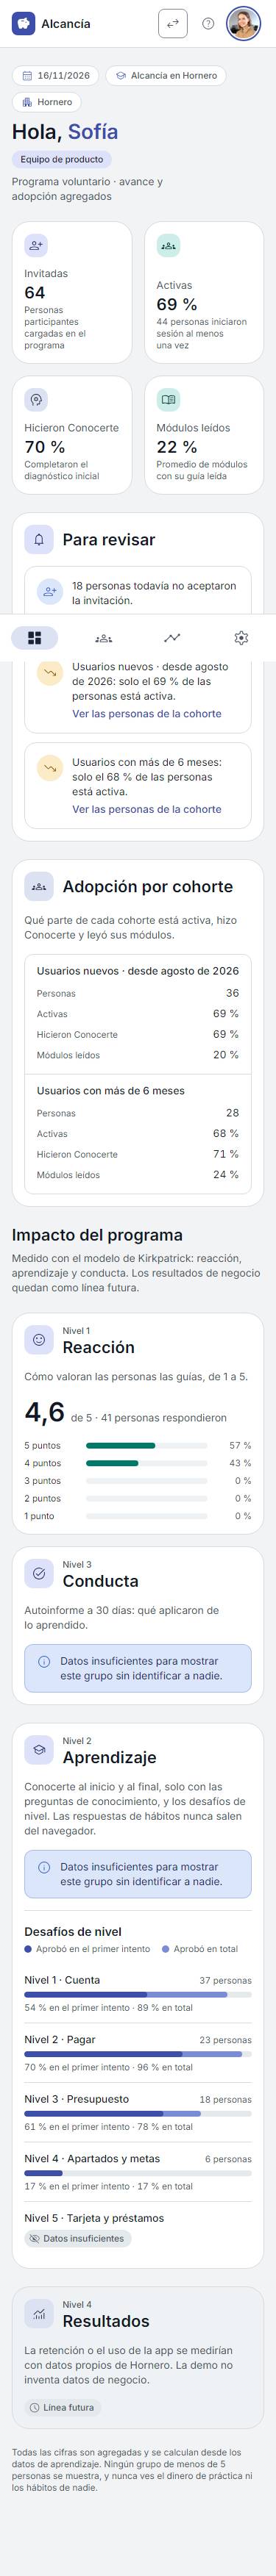 Alcancía
16/11/2026
Alcancía en Hornero
Hornero
Hola, Sofía
Equipo de producto
Programa voluntario · avance y
adopción agregados
Invitadas
64
Personas
participantes
cargadas en el
programa
Activas
69 %
44 personas iniciaron
sesión al menos
una vez
Hicieron Conocerte
70 %
Completaron el
diagnóstico inicial
Módulos leídos
22 %
Promedio de módulos
con su guía leída
Para revisar
18 personas todavía no aceptaron
la invitación.
Usuarios nuevos · desde agosto
de 2026: solo el 69 % de las
personas está activa.
Ver las personas de la cohorte
Usuarios con más de 6 meses:
solo el 68 % de las personas
está activa.
Ver las personas de la cohorte
Adopción por cohorte
Qué parte de cada cohorte está activa, hizo
Conocerte y leyó sus módulos.
Usuarios nuevos · desde agosto de 2026
Personas 36
Activas 69 %
Hicieron Conocerte 69 %
Módulos leídos 20 %
Usuarios con más de 6 meses
Personas 28
Activas 68 %
Hicieron Conocerte 71 %
Módulos leídos 24 %
Impacto del programa
Medido con el modelo de Kirkpatrick: reacción,
aprendizaje y conducta. Los resultados de negocio
quedan como línea futura.
Nivel 1
Reacción
Cómo valoran las personas las guías, de 1 a 5.
4,6 de 5 · 41 personas respondieron
5 puntos 57 %
4 puntos 43 %
3 puntos 0 %
2 puntos 0 %
1 punto 0 %
Nivel 3
Conducta
Autoinforme a 30 días: qué aplicaron de
lo aprendido.
Datos insuficientes para mostrar
este grupo sin identificar a nadie.
Nivel 2
Aprendizaje
Conocerte al inicio y al final, solo con las
preguntas de conocimiento, y los desafíos de
nivel. Las respuestas de hábitos nunca salen
del navegador.
Datos insuficientes para mostrar
este grupo sin identificar a nadie.
Desafíos de nivel
Aprobó en el primer intento Aprobó en total
Nivel 1 · Cuenta 37 personas
54 % en el primer intento · 89 % en total
Nivel 2 · Pagar 23 personas
70 % en el primer intento · 96 % en total
Nivel 3 · Presupuesto 18 personas
61 % en el primer intento · 78 % en total
Nivel 4 · Apartados y metas 6 personas
17 % en el primer intento · 17 % en total
Nivel 5 · Tarjeta y préstamos
Datos insuficientes
Nivel 4
Resultados
La retención o el uso de la app se medirían
con datos propios de Hornero. La demo no
inventa datos de negocio.
Línea futura
Todas las cifras son agregadas y se calculan desde los
datos de aprendizaje. Ningún grupo de menos de 5
personas se muestra, y nunca ves el dinero de práctica ni
los hábitos de nadie.